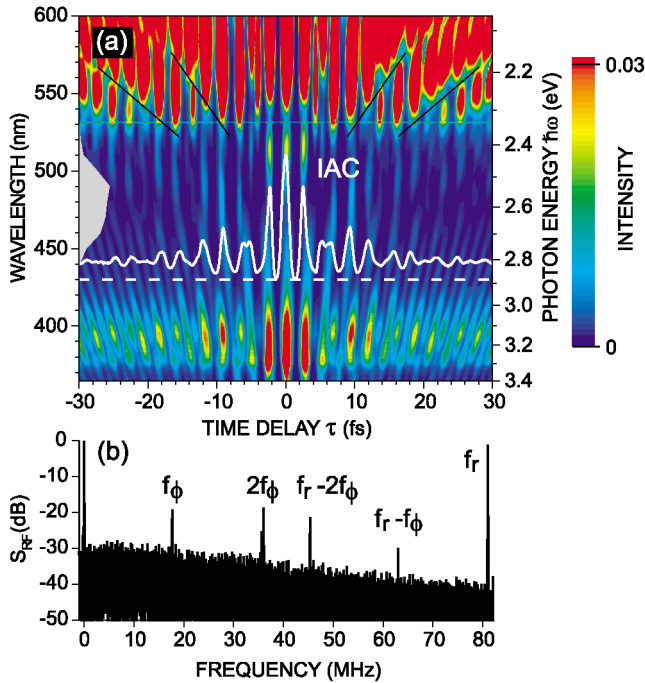 (a)
IAC
600
550
500
450
400
WAVELENGTH (nm)
-30 -20 -10 0 10 20 30
TIME DELAY τ (fs)
2.2
2.4
2.6
2.8
3.0
3.2
3.4
PHOTON ENERGY ħω (eV)
0.03
0
INTENSITY
(b)
fϕ
2fϕ
fr -2fϕ
fr -fϕ
fr
0
-10
-20
-30
-40
-50
SRF(dB)
0 10 20 30 40 50 60 70 80
FREQUENCY (MHz)